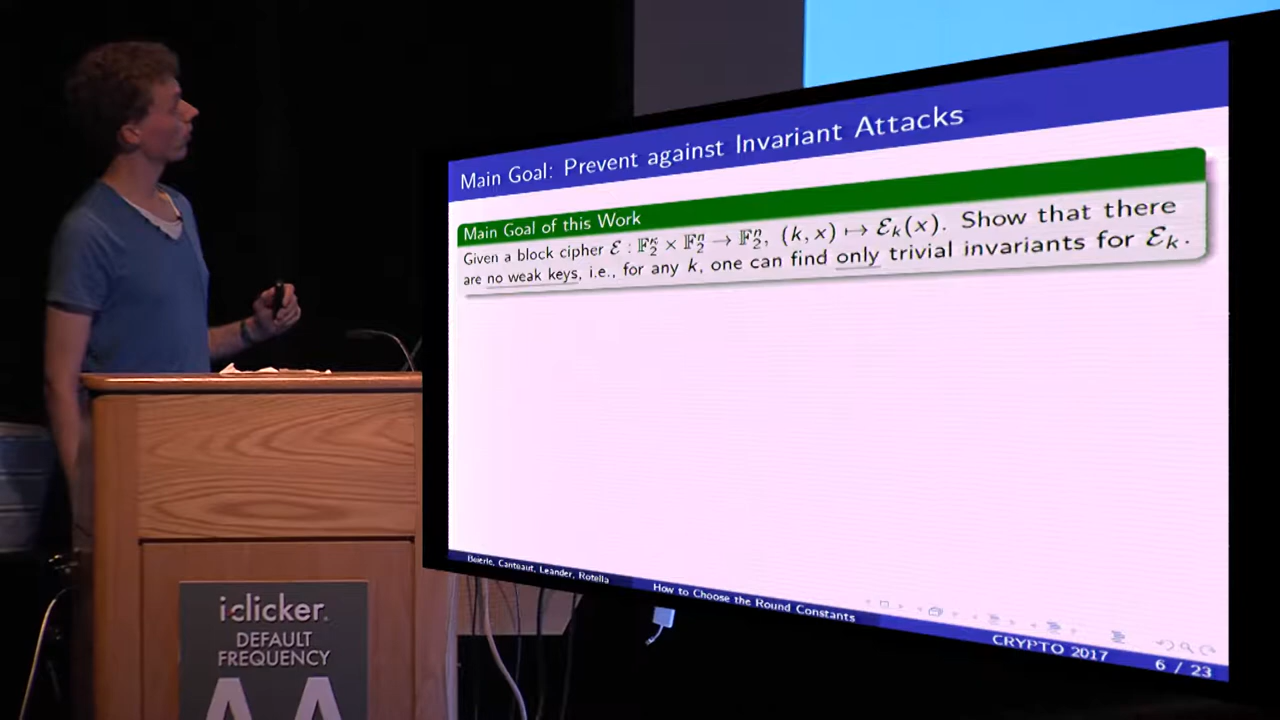 Main Goal: Prevent against Invariant Attacks
Main Goal of this Work
Given a block cipher ℰ : 𝔽₂^κ × 𝔽₂ⁿ → 𝔽₂ⁿ, (k, x) ↦ ℰₖ(x). Show that there
are no weak keys, i.e., for any k, one can find only trivial invariants for ℰₖ.
Beierle, Canteaut, Leander, Rotella
How to Choose the Round Constants
CRYPTO 2017
6 / 23
iclicker.
DEFAULT
FREQUENCY
AA